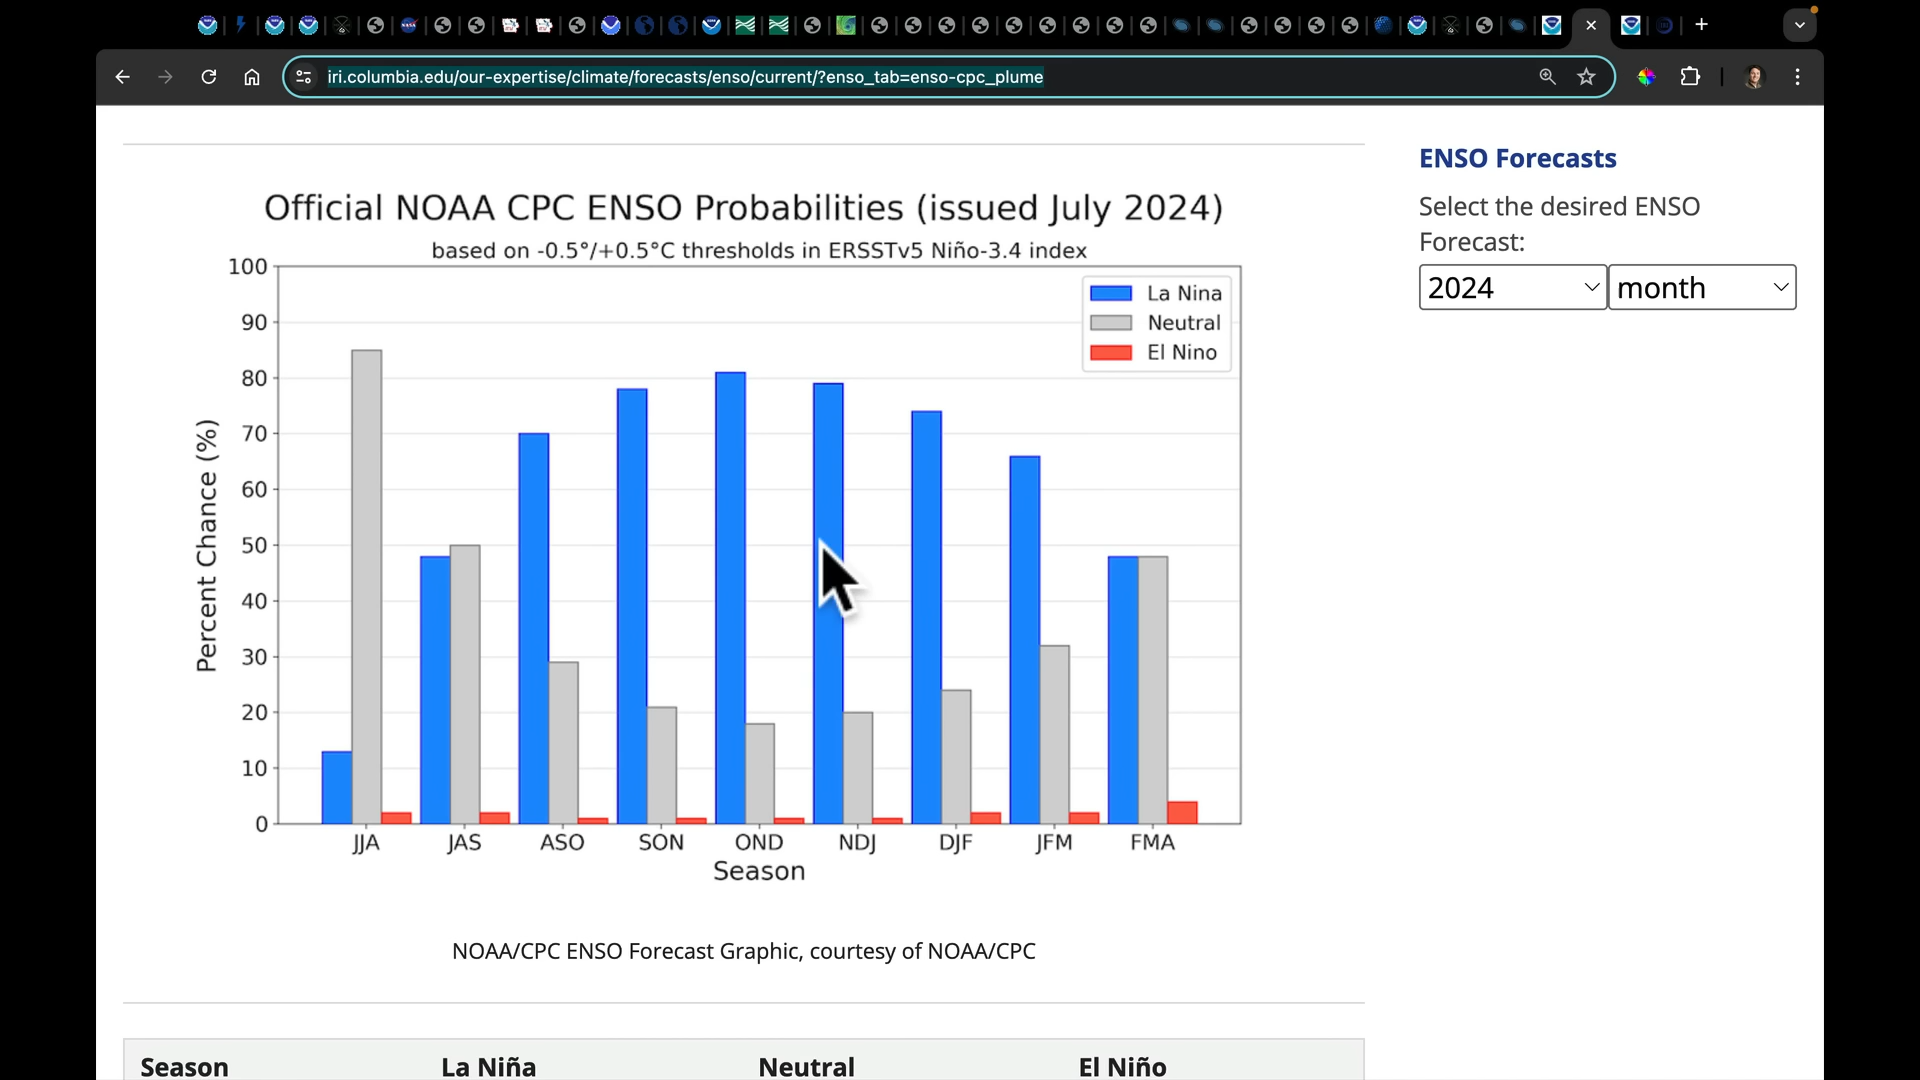 iri.columbia.edu/our-expertise/climate/forecasts/enso/current/?enso_tab=enso-cpc_plume
ENSO Forecasts
Select the desired ENSO
Forecast:
2024 month
Official NOAA CPC ENSO Probabilities (issued July 2024)
based on -0.5°/+0.5°C thresholds in ERSSTv5 Niño-3.4 index
La Nina
Neutral
El Nino
Percent Chance (%)
100
90
80
70
60
50
40
30
20
10
0
JJA JAS ASO SON OND NDJ DJF JFM FMA
Season
NOAA/CPC ENSO Forecast Graphic, courtesy of NOAA/CPC
Season La Niña Neutral El Niño